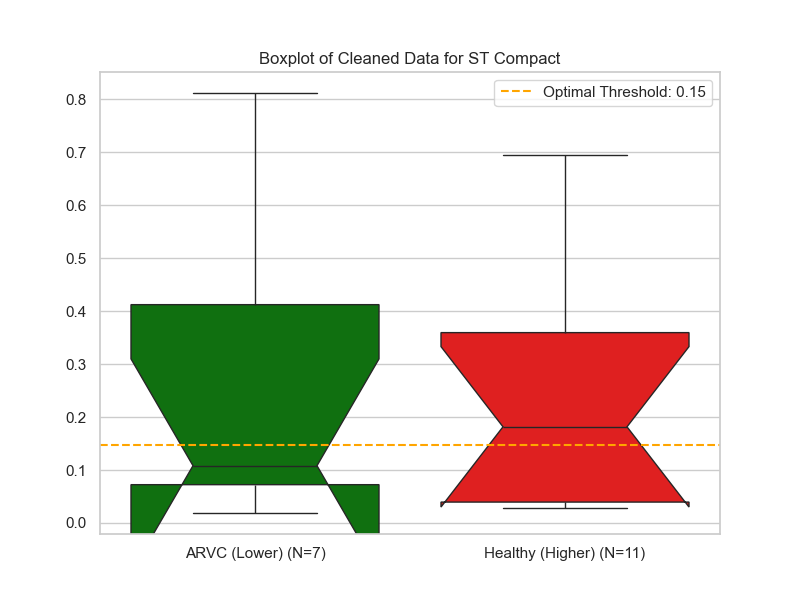 Boxplot of Cleaned Data for ST Compact
Optimal Threshold: 0.15
0.8
0.7
0.6
0.5
0.4
0.3
0.2
0.1
0.0
ARVC (Lower) (N=7)
Healthy (Higher) (N=11)